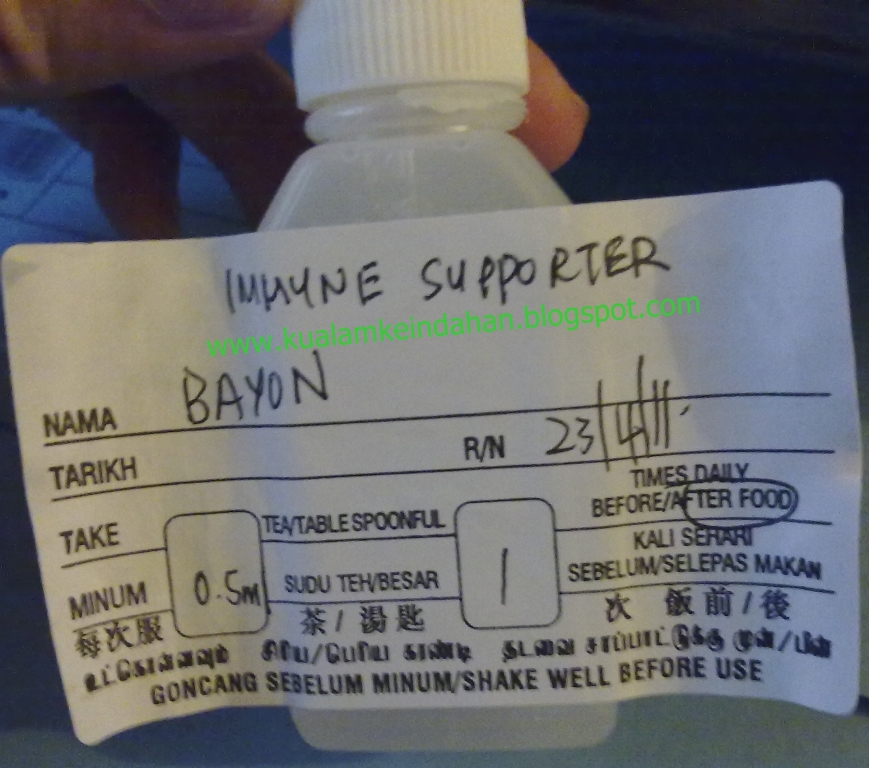 IMMUNE SUPPORTER
www.kualamkeindahan.blogspot.com
NAMA BAYON
TARIKH R/N 23/4/11.
TIMES DAILY
TAKE TEA/TABLE SPOONFUL BEFORE/AFTER FOOD
KALI SEHARI
MINUM 0.5m SUDU TEH/BESAR 1 SEBELUM/SELEPAS MAKAN
每次服 茶/湯匙 次 飯前/後
GONCANG SEBELUM MINUM/SHAKE WELL BEFORE USE